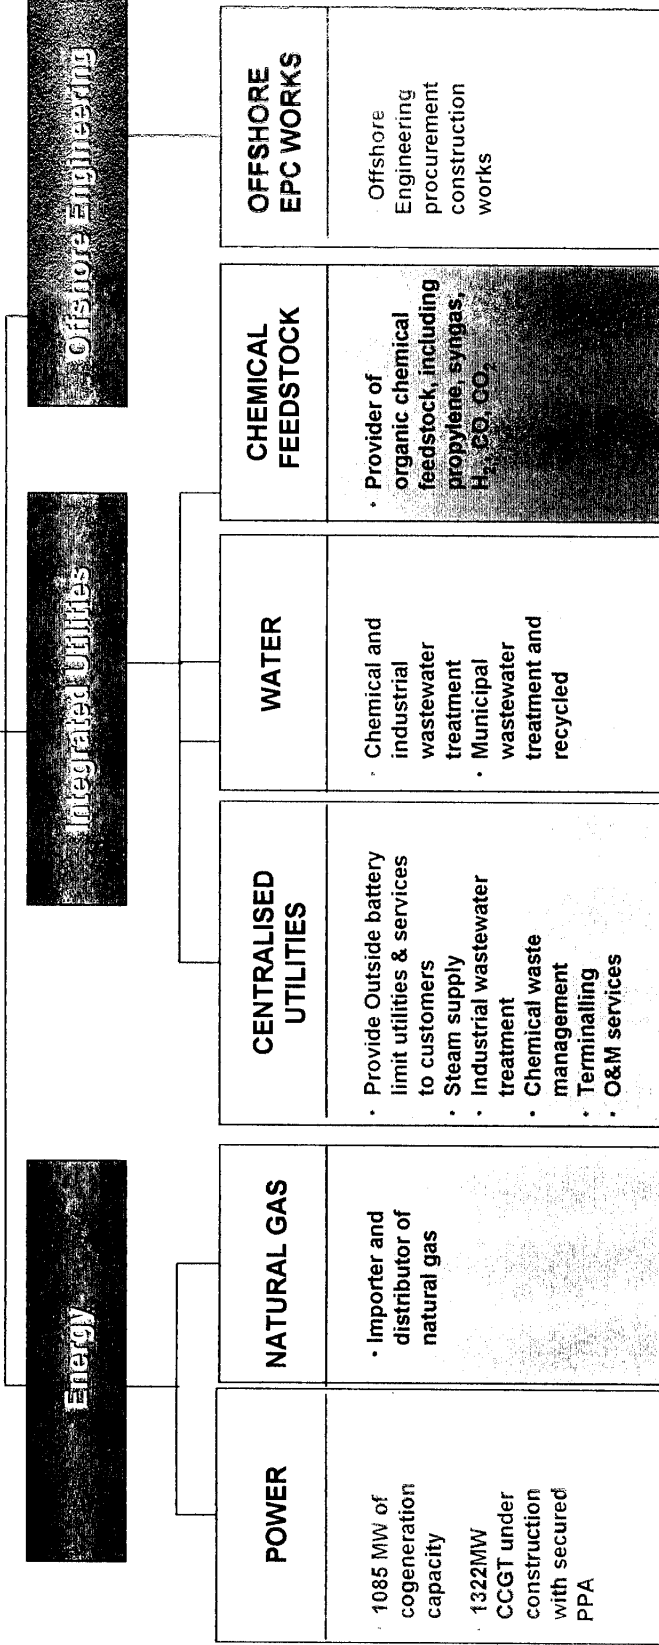 Energy
Integrated Utilities
Offshore Engineering
POWER
• 1085 MW of
cogeneration
capacity
• 1322MW
CCGT under
construction
with secured
PPA
NATURAL GAS
• Importer and
distributor of
natural gas
CENTRALISED
UTILITIES
• Provide Outside battery
limit utilities & services
to customers
• Steam supply
• Industrial wastewater
treatment
• Chemical waste
management
• Terminalling
• O&M services
WATER
• Chemical and
industrial
wastewater
treatment
• Municipal
wastewater
treatment and
recycled
CHEMICAL
FEEDSTOCK
• Provider of
organic chemical
feedstock, including
propylene, syngas,
H₂, CO, CO₂
OFFSHORE
EPC WORKS
• Offshore
Engineering
procurement
construction
works